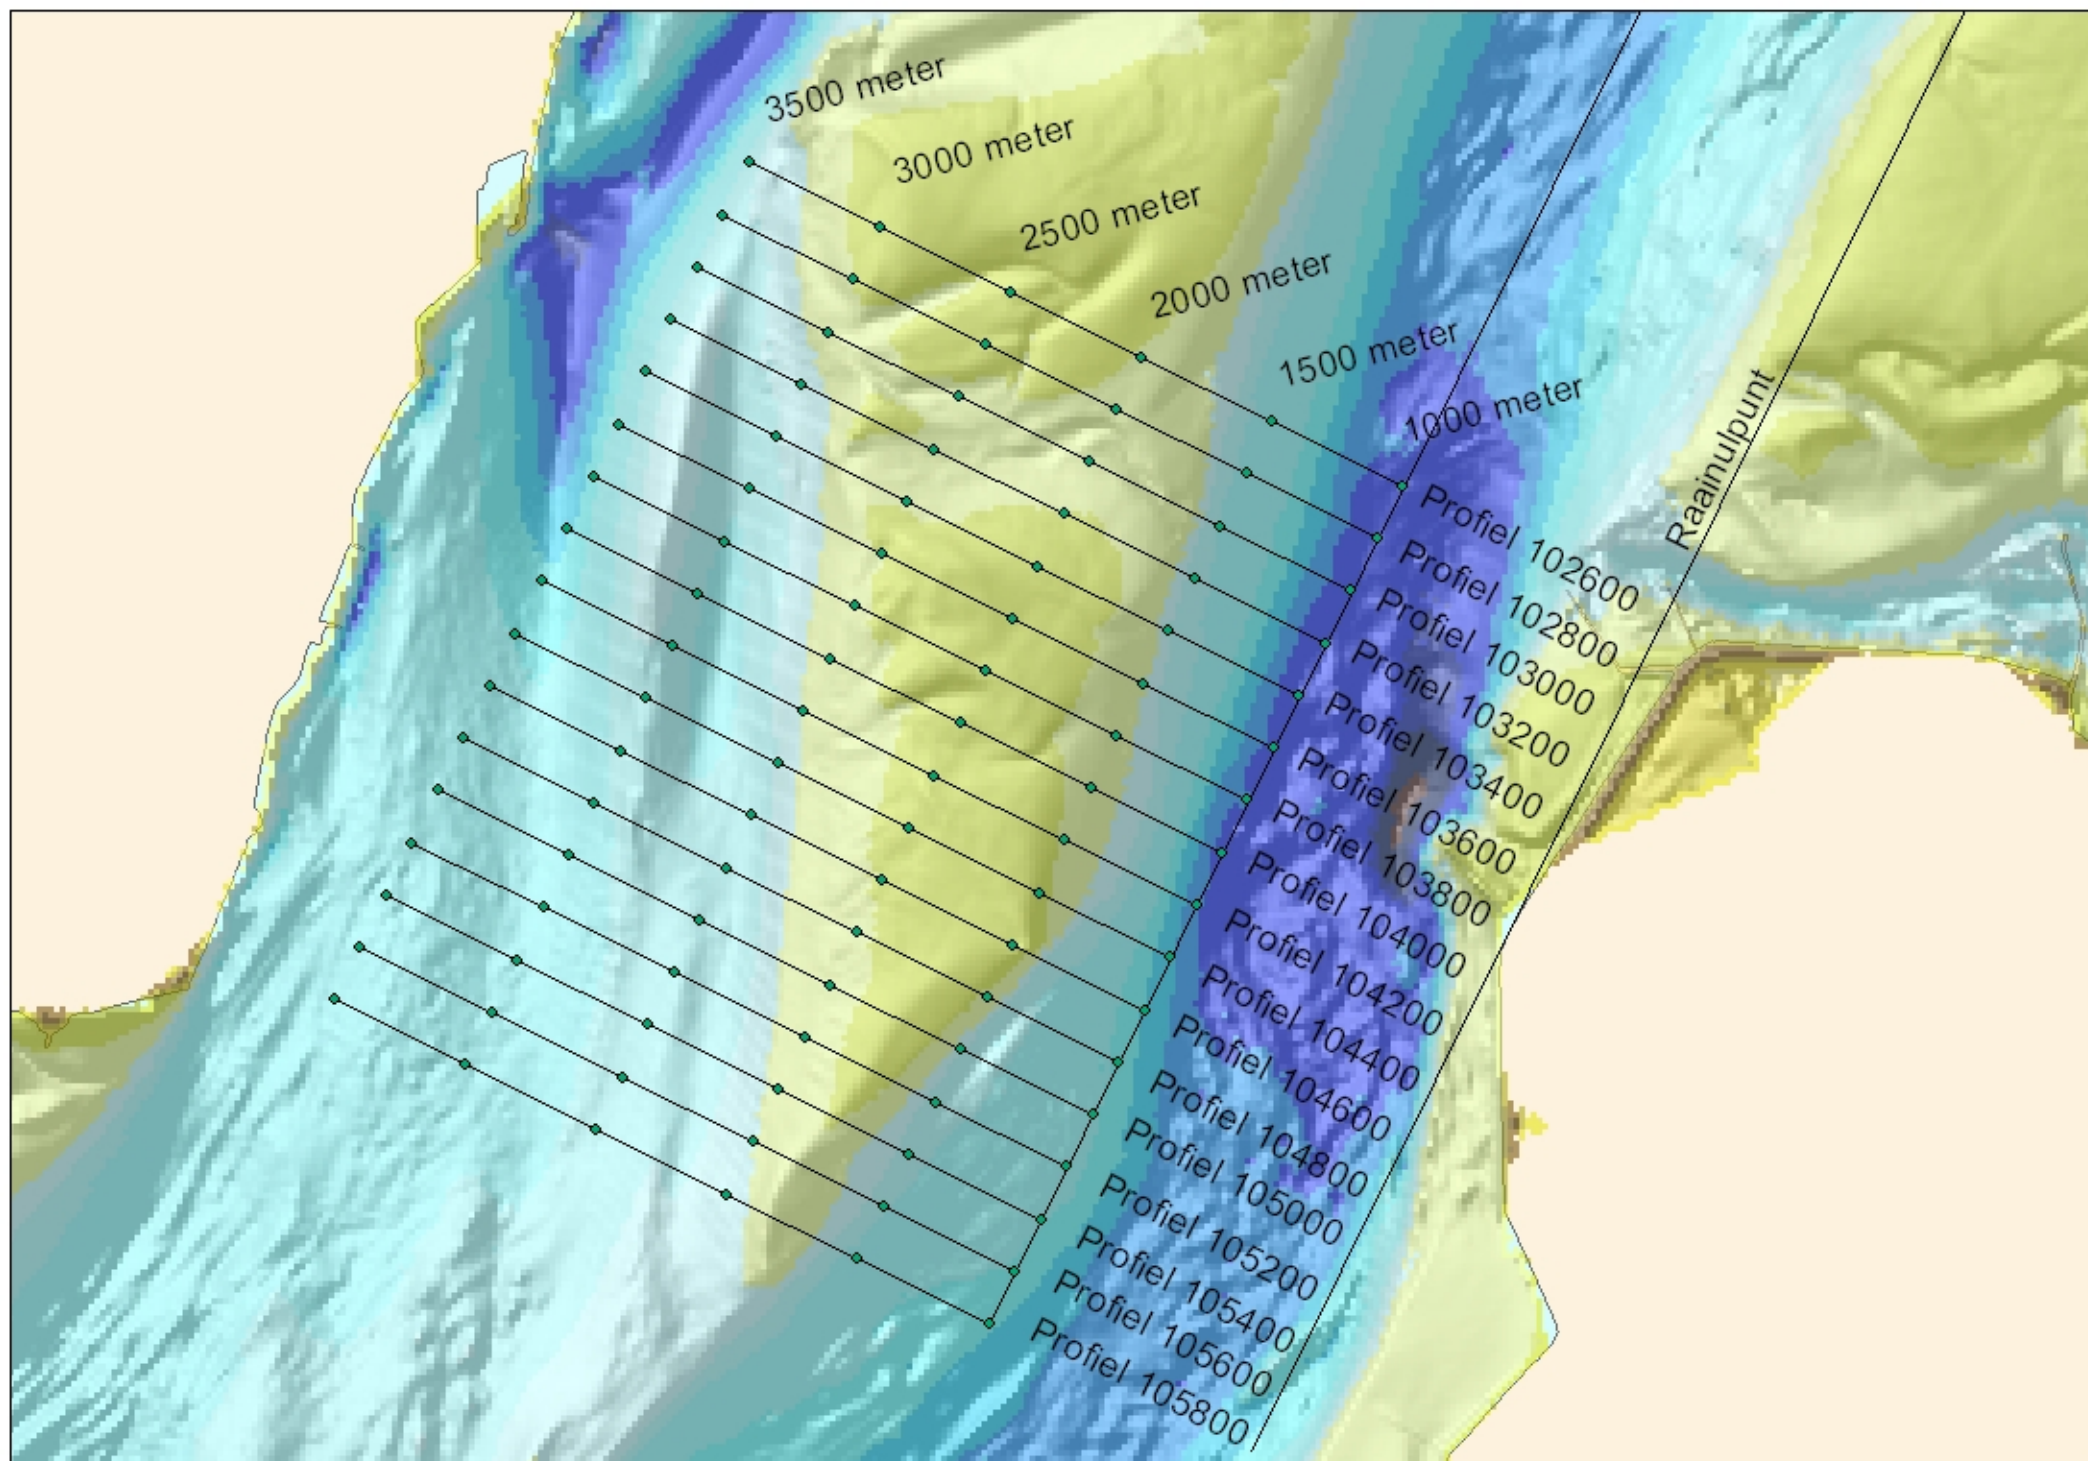 3500 meter
3000 meter
2500 meter
2000 meter
1500 meter
1000 meter
Raainulpunt
Profiel 102600
Profiel 102800
Profiel 103000
Profiel 103200
Profiel 103400
Profiel 103600
Profiel 103800
Profiel 104000
Profiel 104200
Profiel 104400
Profiel 104600
Profiel 104800
Profiel 105000
Profiel 105200
Profiel 105400
Profiel 105600
Profiel 105800